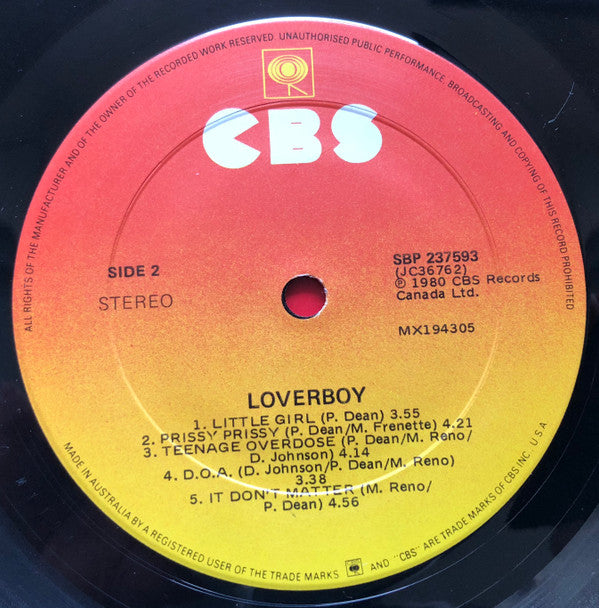 ALL RIGHTS OF THE MANUFACTURER AND OF THE OWNER OF THE RECORDED WORK RESERVED. UNAUTHORISED PUBLIC PERFORMANCE, BROADCASTING AND COPYING OF THIS RECORD PROHIBITED
CBS
SIDE 2
STEREO
SBP 237593
(JC36762)
℗ 1980 CBS Records
Canada Ltd.
MX194305
LOVERBOY
1. LITTLE GIRL (P. Dean) 3.55
2. PRISSY PRISSY (P. Dean/M. Frenette) 4.21
3. TEENAGE OVERDOSE (P. Dean/M. Reno/
D. Johnson) 4.14
4. D.O.A. (D. Johnson/P. Dean/M. Reno)
3.38
5. IT DON'T MATTER (M. Reno/
P. Dean) 4.56
MADE IN AUSTRALIA BY A REGISTERED USER OF THE TRADE MARKS AND "CBS" ARE TRADE MARKS OF CBS INC. U.S.A.